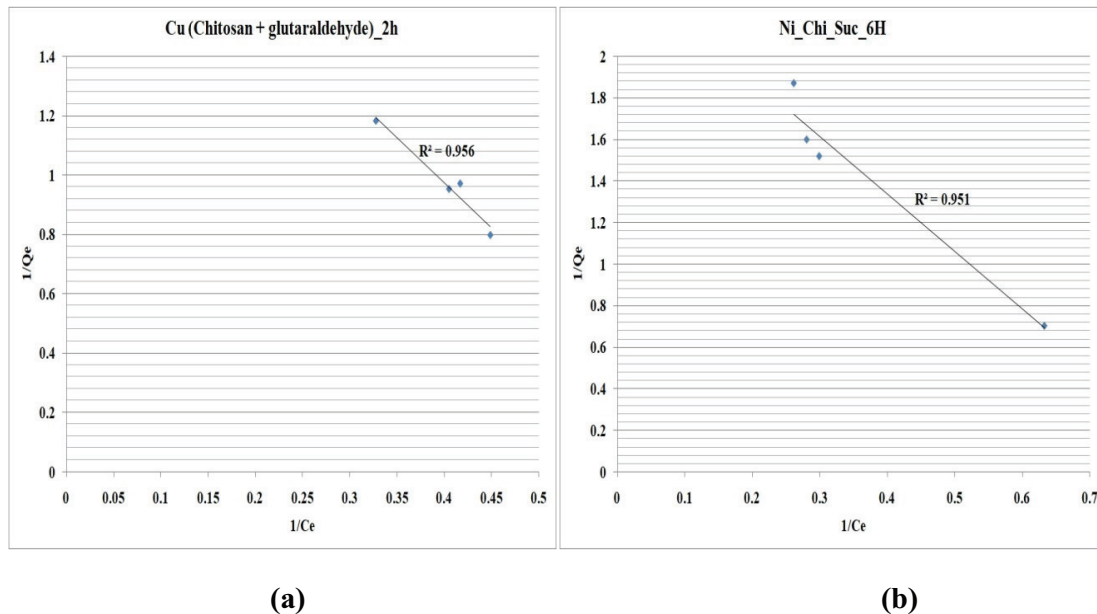 Cu (Chitosan + glutaraldehyde)_2h
1.4
1.2
1
0.8
0.6
0.4
0.2
0
1/Qe
R² = 0.956
0 0.05 0.1 0.15 0.2 0.25 0.3 0.35 0.4 0.45 0.5
1/Ce
Ni_Chi_Suc_6H
2
1.8
1.6
1.4
1.2
1
0.8
0.6
0.4
0.2
0
1/Qe
R² = 0.951
0 0.1 0.2 0.3 0.4 0.5 0.6 0.7
1/Ce
(a) (b)